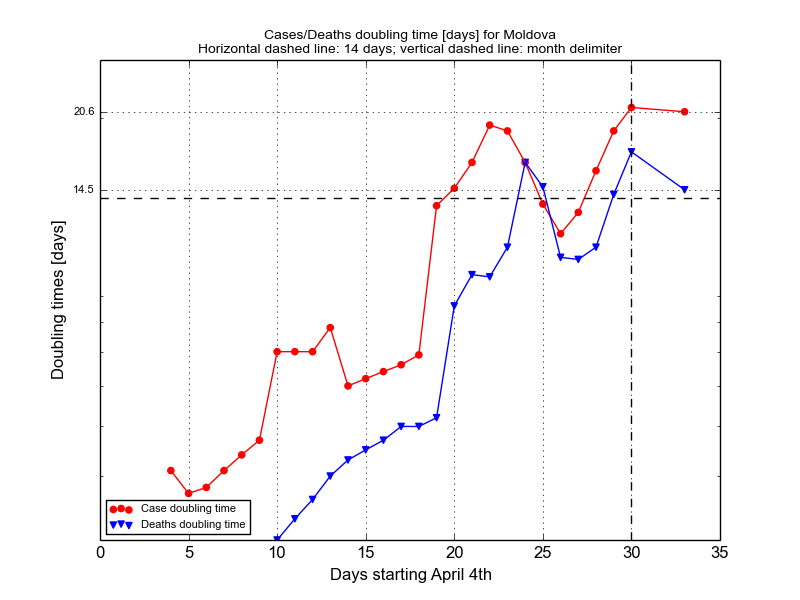 Cases/Deaths doubling time [days] for Moldova
Horizontal dashed line: 14 days; vertical dashed line: month delimiter
20.6
14.5
Doubling times [days]
Case doubling time
Deaths doubling time
0 5 10 15 20 25 30 35
Days starting April 4th